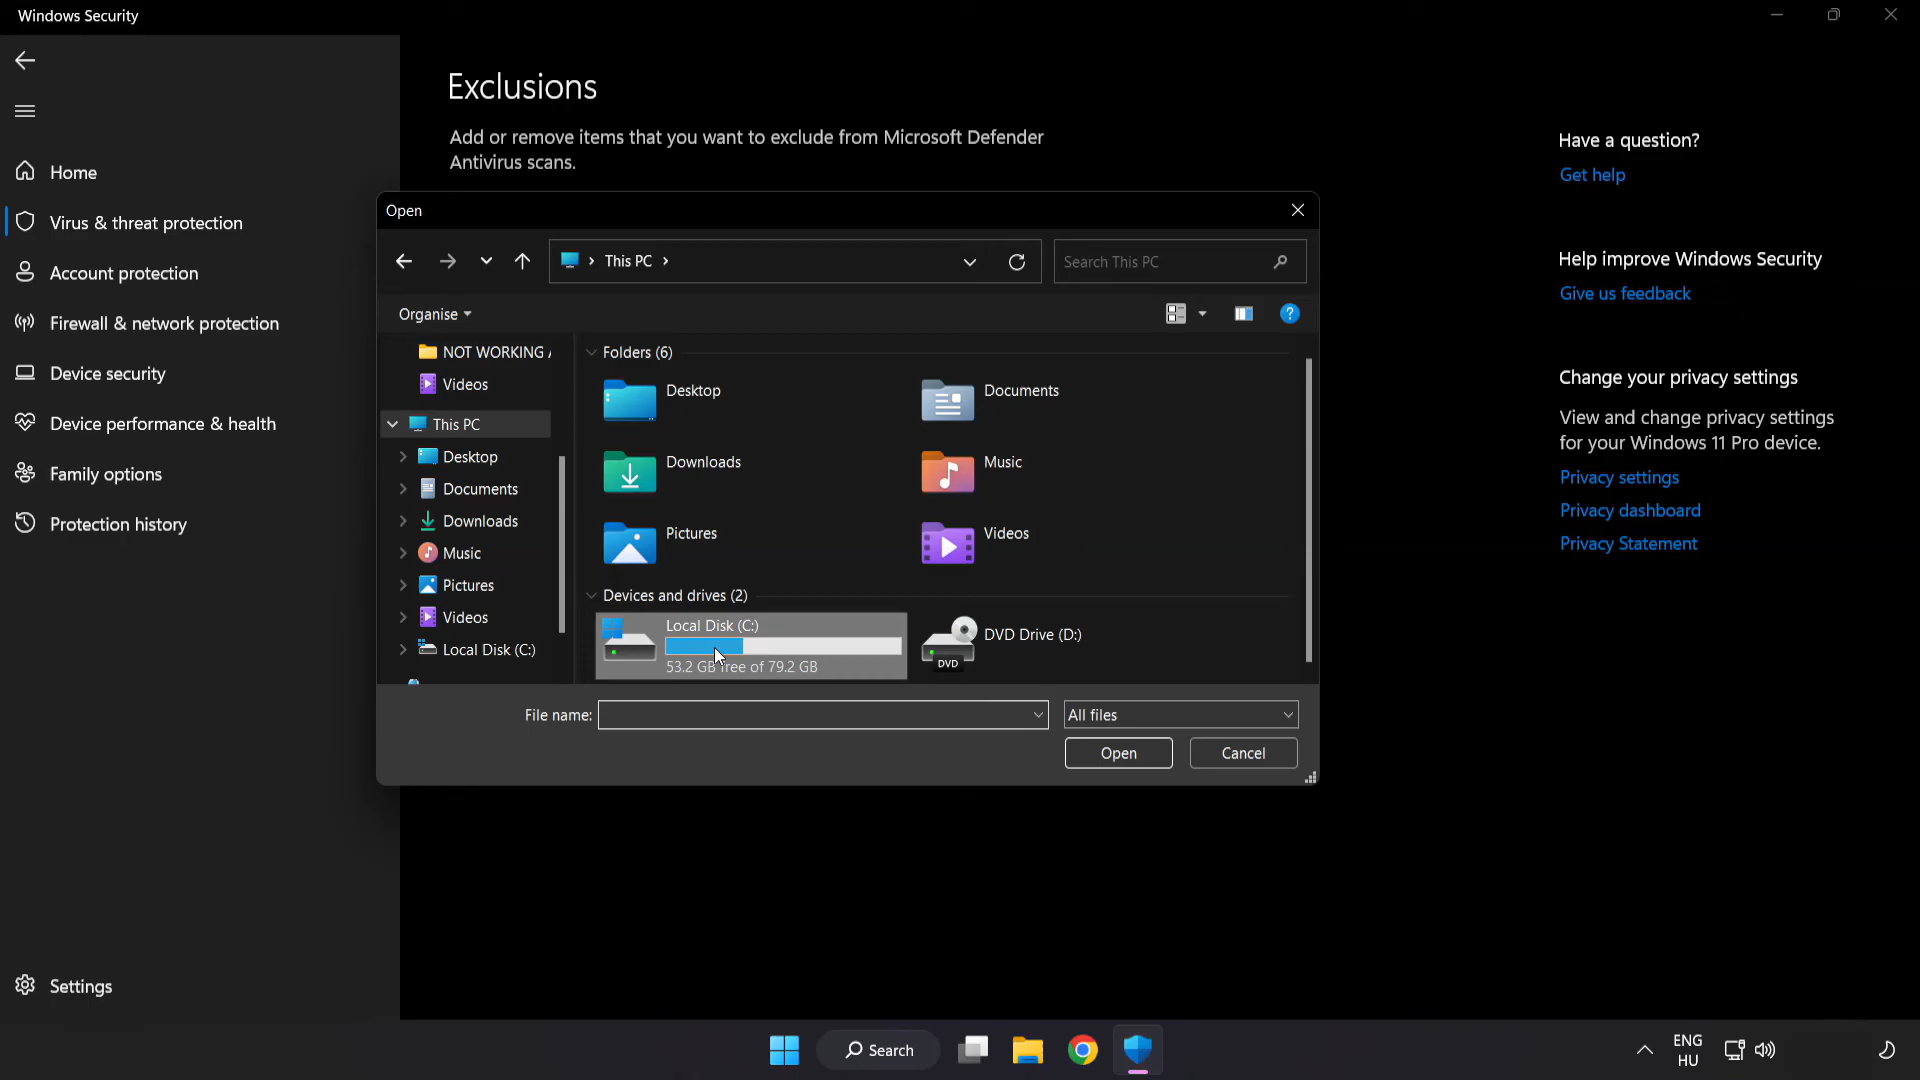 Windows Security
Home
Virus & threat protection
Account protection
Firewall & network protection
Device security
Device performance & health
Family options
Protection history
Settings
Exclusions
Add or remove items that you want to exclude from Microsoft Defender
Antivirus scans.
Open
This PC
Search This PC
Organise
NOT WORKING
Videos
This PC
Desktop
Documents
Downloads
Music
Pictures
Videos
Local Disk (C:)
Folders (6)
Desktop
Documents
Downloads
Music
Pictures
Videos
Devices and drives (2)
Local Disk (C:)
53.2 GB free of 79.2 GB
DVD Drive (D:)
DVD
File name:
All files
Open
Cancel
Have a question?
Get help
Help improve Windows Security
Give us feedback
Change your privacy settings
View and change privacy settings
for your Windows 11 Pro device.
Privacy settings
Privacy dashboard
Privacy Statement
Search
ENG
HU